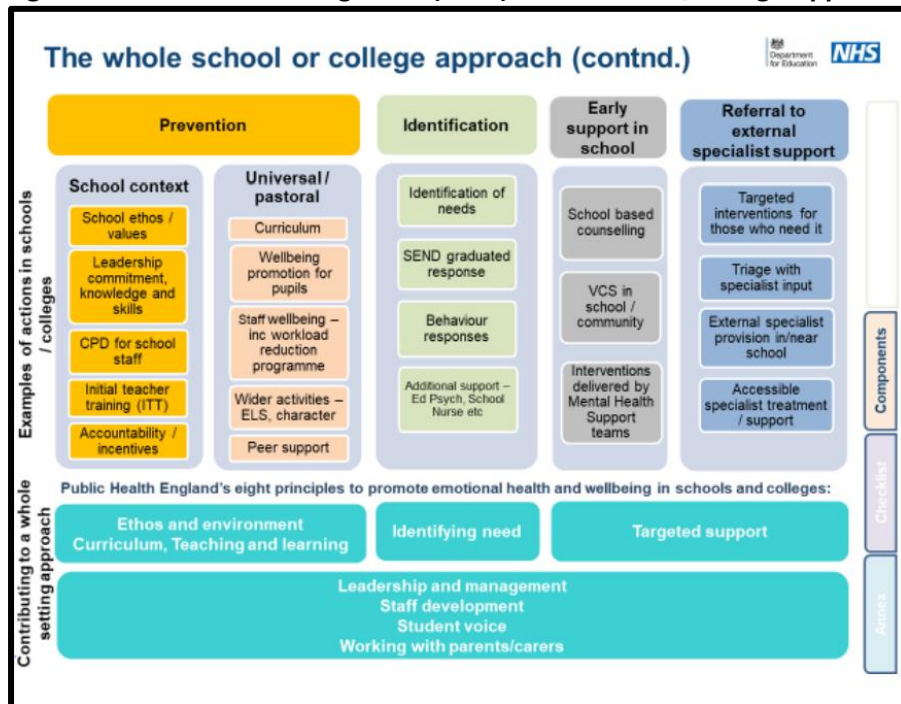 The whole school or college approach (contnd.)
Department
for Education
NHS
Prevention
Identification
Early
support in
school
Referral to
external
specialist support
Examples of actions in schools
/ colleges
School context
School ethos /
values
Leadership
commitment,
knowledge and
skills
CPD for school
staff
Initial teacher
training (ITT)
Accountability /
incentives
Universal /
pastoral
Curriculum
Wellbeing
promotion for
pupils
Staff wellbeing –
inc workload
reduction
programme
Wider activities –
ELS, character
Peer support
Identification of
needs
SEND graduated
response
Behaviour
responses
Additional support –
Ed Psych, School
Nurse etc
School based
counselling
VCS in
school /
community
Interventions
delivered by
Mental Health
Support
teams
Targeted
interventions for
those who need it
Triage with
specialist input
External specialist
provision in/near
school
Accessible
specialist treatment
/ support
Components
Checklist
Annex
Public Health England's eight principles to promote emotional health and wellbeing in schools and colleges:
Contributing to a whole
setting approach
Ethos and environment
Curriculum, Teaching and learning
Identifying need
Targeted support
Leadership and management
Staff development
Student voice
Working with parents/carers